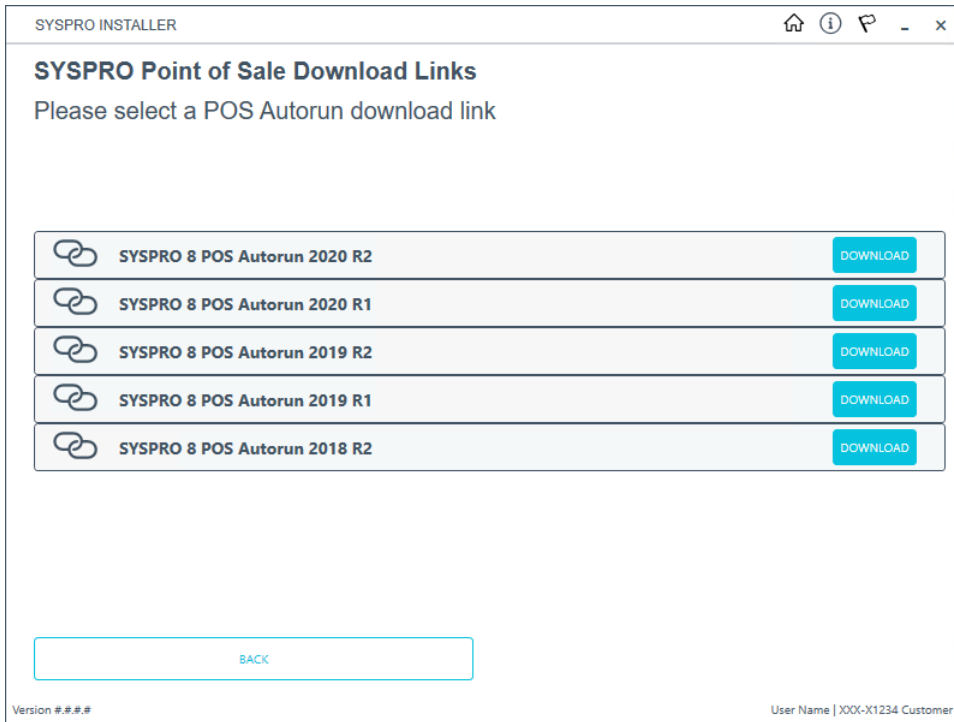 SYSPRO INSTALLER
SYSPRO Point of Sale Download Links
Please select a POS Autorun download link
SYSPRO 8 POS Autorun 2020 R2 DOWNLOAD
SYSPRO 8 POS Autorun 2020 R1 DOWNLOAD
SYSPRO 8 POS Autorun 2019 R2 DOWNLOAD
SYSPRO 8 POS Autorun 2019 R1 DOWNLOAD
SYSPRO 8 POS Autorun 2018 R2 DOWNLOAD
BACK
Version #.#.#.# User Name | XXX-X1234 Customer